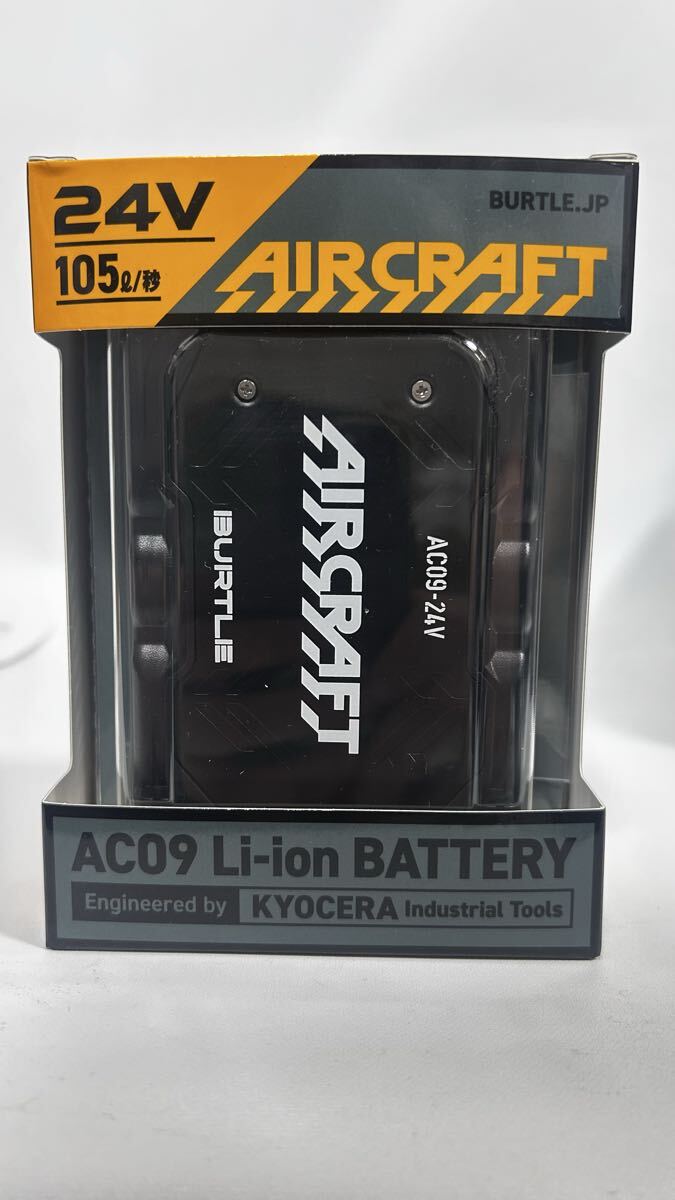 24V
105ℓ/秒
BURTLE.JP
AIRCRAFT
AIRCRAFT
BURTLE
AC09-24V
AC09 Li-ion BATTERY
Engineered by KYOCERA Industrial Tools